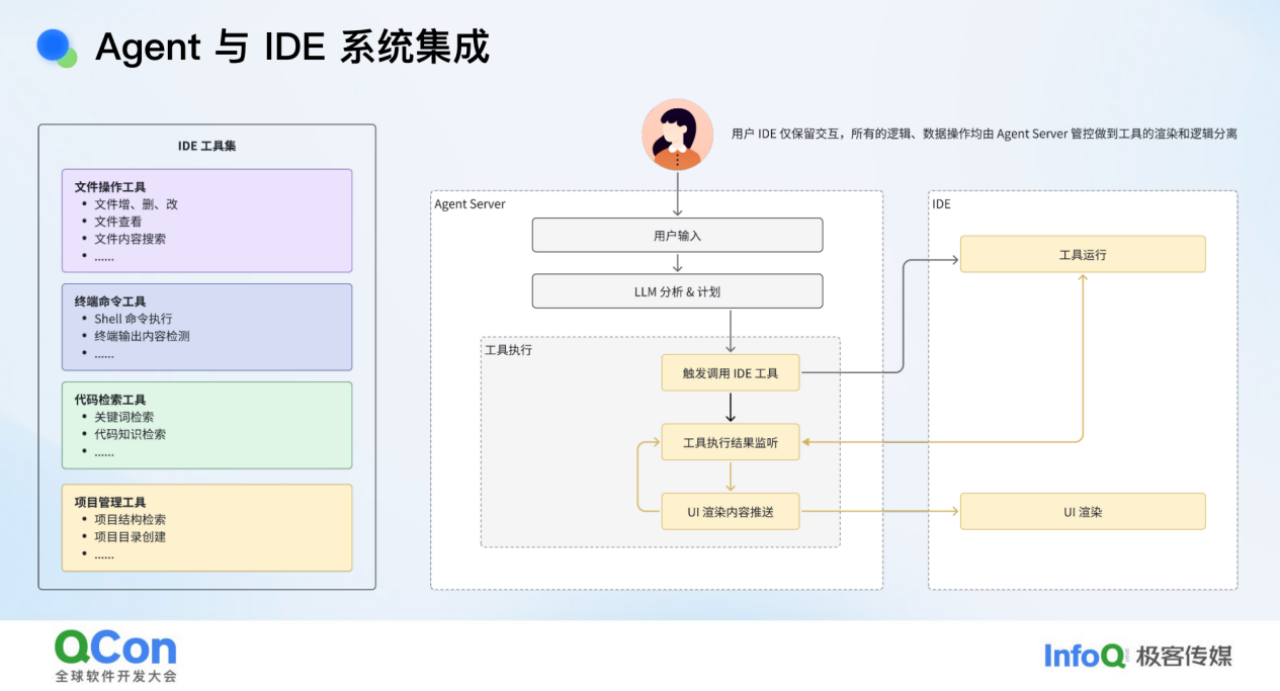 Agent 与 IDE 系统集成
IDE 工具集
文件操作工具
• 文件增、删、改
• 文件查看
• 文件内容搜索
• ......
终端命令工具
• Shell 命令执行
• 终端输出内容检测
• ......
代码检索工具
• 关键词检索
• 代码知识检索
• ......
项目管理工具
• 项目结构检索
• 项目目录创建
• ......
用户 IDE 仅保留交互，所有的逻辑、数据操作均由 Agent Server 管控做到工具的渲染和逻辑分离
Agent Server
用户输入
LLM 分析 & 计划
工具执行
触发调用 IDE 工具
工具执行结果监听
UI 渲染内容推送
IDE
工具运行
UI 渲染
QCon
全球软件开发大会
InfoQ 极客传媒